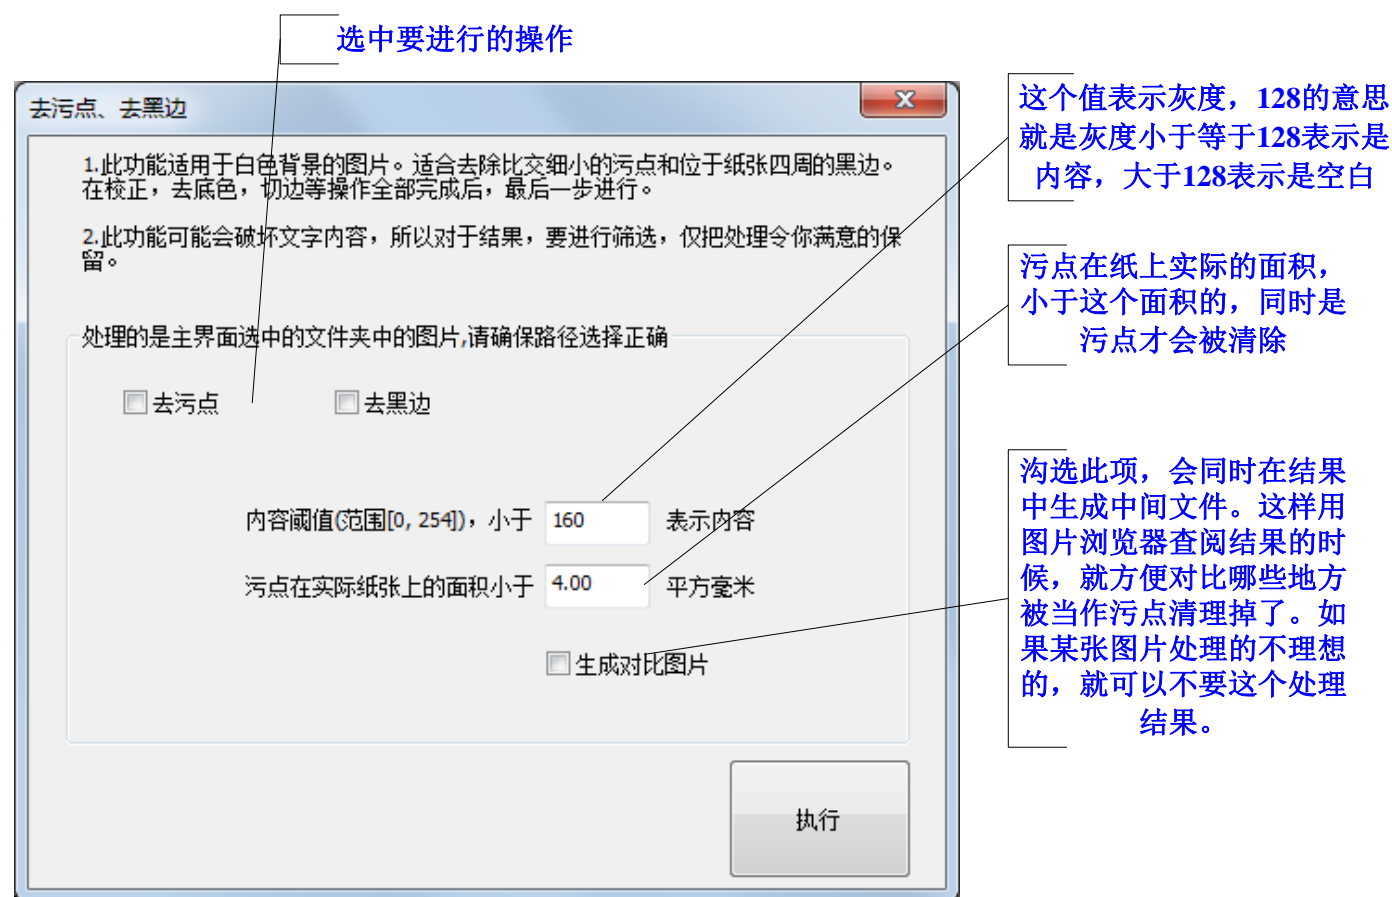 选中要进行的操作
去污点、去黑边
1.此功能适用于白色背景的图片。适合去除比交细小的污点和位于纸张四周的黑边。
在校正，去底色，切边等操作全部完成后，最后一步进行。
2.此功能可能会破坏文字内容，所以对于结果，要进行筛选，仅把处理令你满意的保
留。
处理的是主界面选中的文件夹中的图片,请确保路径选择正确
去污点
去黑边
内容阈值(范围[0, 254])，小于 160 表示内容
污点在实际纸张上的面积小于 4.00 平方毫米
生成对比图片
执行
这个值表示灰度，128的意思
就是灰度小于等于128表示是
内容，大于128表示是空白
污点在纸上实际的面积，
小于这个面积的，同时是
污点才会被清除
沟选此项，会同时在结果
中生成中间文件。这样用
图片浏览器查阅结果的时
候，就方便对比哪些地方
被当作污点清理掉了。如
果某张图片处理的不理想
的，就可以不要这个处理
结果。